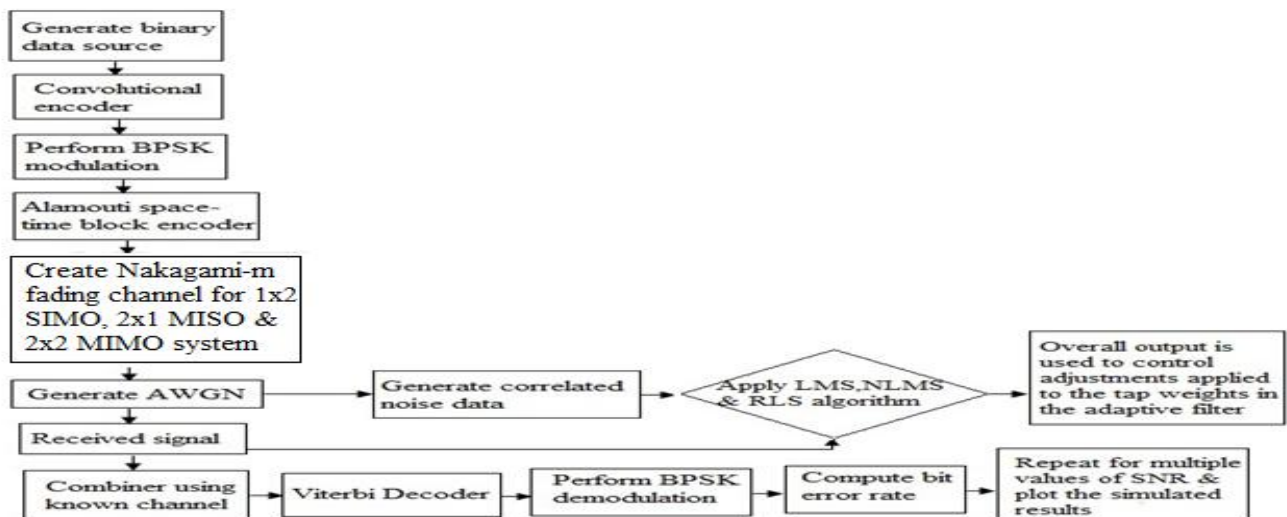 Generate binary
data source
Convolutional
encoder
Perform BPSK
modulation
Alamouti space-
time block encoder
Create Nakagami-m
fading channel for 1x2
SIMO, 2x1 MISO &
2x2 MIMO system
Generate AWGN
Generate correlated
noise data
Apply LMS,NLMS
& RLS algorithm
Overall output is
used to control
adjustments applied
to the tap weights in
the adaptive filter
Received signal
Combiner using
known channel
Viterbi Decoder
Perform BPSK
demodulation
Compute bit
error rate
Repeat for multiple
values of SNR &
plot the simulated
results